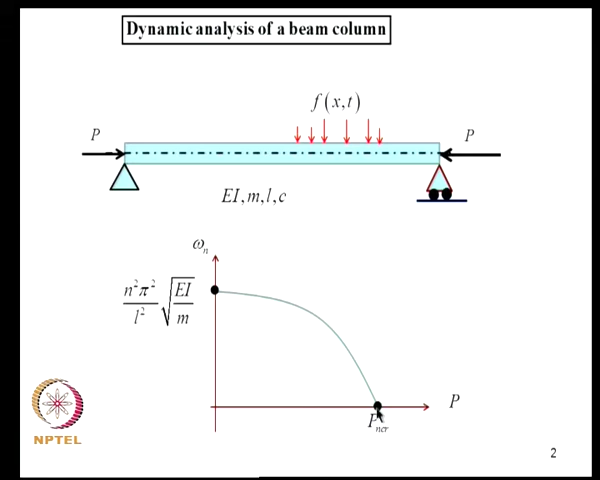 Dynamic analysis of a beam column
f(x,t)
P
P
EI,m,l,c
ω_n
n²π²/l² √(EI/m)
P
P_ncr
NPTEL
2